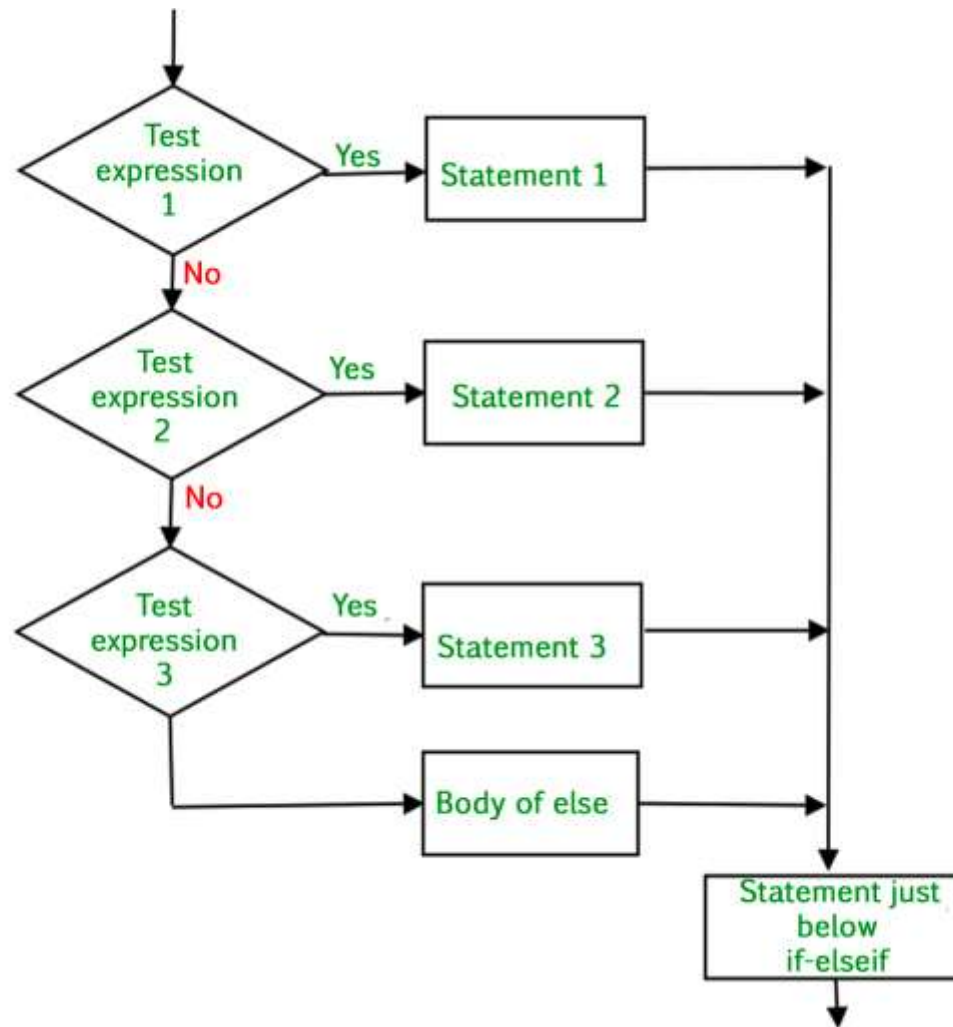 Test
expression
1
Yes
Statement 1
No
Test
expression
2
Yes
Statement 2
No
Test
expression
3
Yes
Statement 3
Body of else
Statement just
below
if-elseif